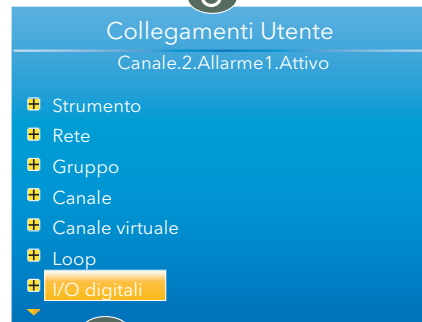 Collegamenti Utente
Canale.2.Allarme1.Attivo
Strumento
Rete
Gruppo
Canale
Canale virtuale
Loop
I/O digitali